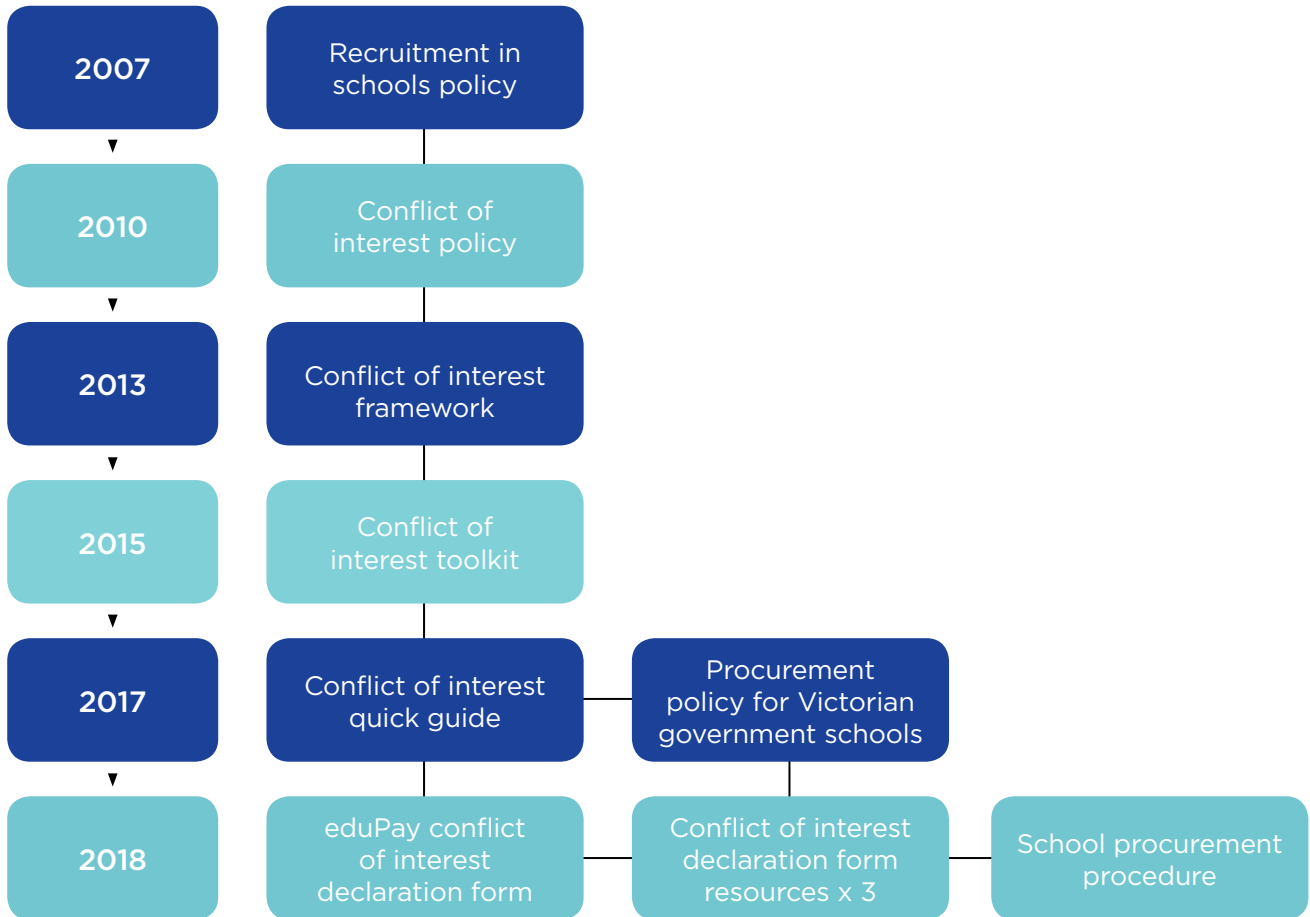 2007
Recruitment in
schools policy
2010
Conflict of
interest policy
2013
Conflict of interest
framework
2015
Conflict of
interest toolkit
2017
Conflict of interest
quick guide
Procurement
policy for Victorian
government schools
2018
eduPay conflict
of interest
declaration form
Conflict of interest
declaration form
resources x 3
School procurement
procedure